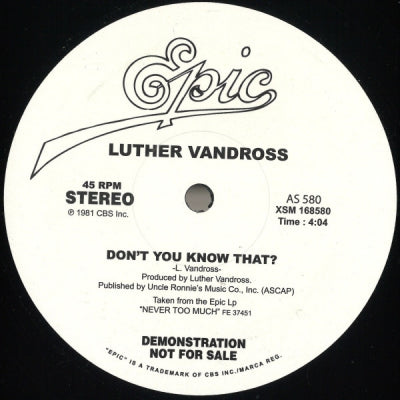 Epic
LUTHER VANDROSS
45 RPM
STEREO
℗ 1981 CBS Inc.
AS 580
XSM 168580
Time : 4:04
DON'T YOU KNOW THAT?
-L. Vandross-
Produced by Luther Vandross.
Published by Uncle Ronnie's Music Co., Inc. (ASCAP)
Taken from the Epic Lp
"NEVER TOO MUCH" FE 37451
DEMONSTRATION
NOT FOR SALE
"EPIC" IS A TRADEMARK OF CBS INC./MARCA REG.